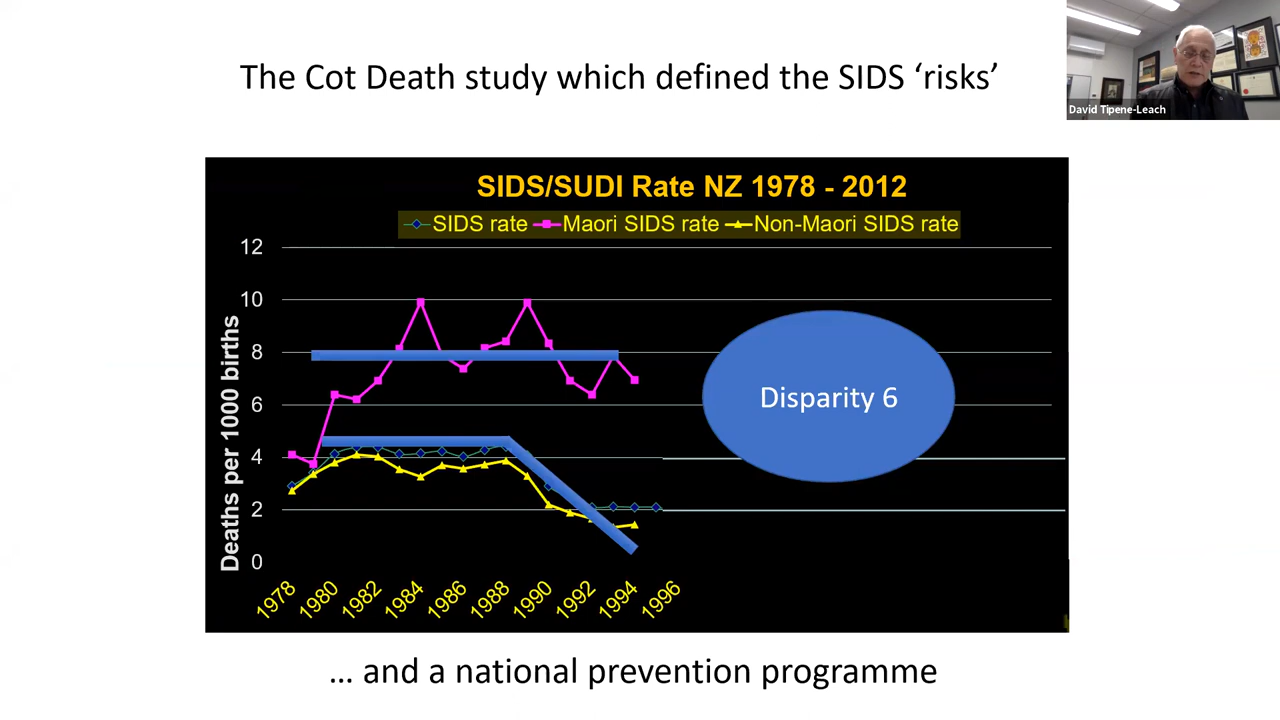 The Cot Death study which defined the SIDS ‘risks’
David Tipene-Leach
SIDS/SUDI Rate NZ 1978 - 2012
SIDS rate Maori SIDS rate Non-Maori SIDS rate
Deaths per 1000 births
12
10
8
6
4
2
0
Disparity 6
1978 1980 1982 1984 1986 1988 1990 1992 1994 1996
... and a national prevention programme